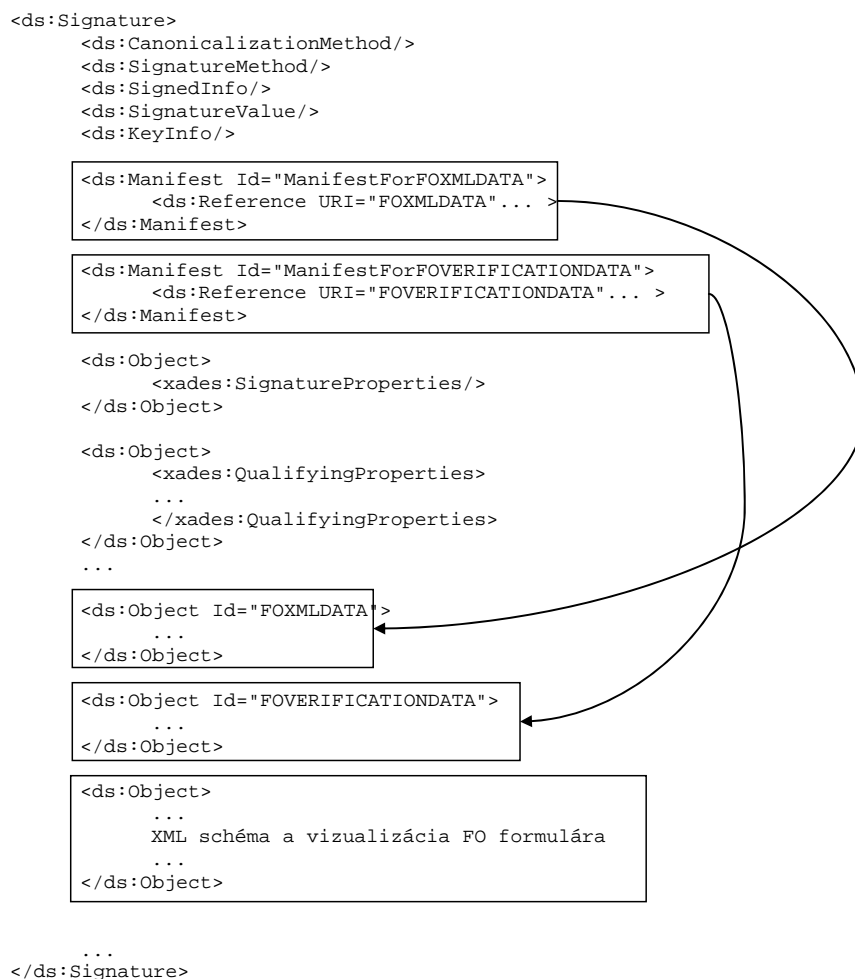 <ds:Signature>
<ds:CanonicalizationMethod/>
<ds:SignatureMethod/>
<ds:SignedInfo/>
<ds:SignatureValue/>
<ds:KeyInfo/>
<ds:Manifest Id="ManifestForFOXMLDATA">
<ds:Reference URI="FOXMLDATA"... >
</ds:Manifest>
<ds:Manifest Id="ManifestForFOVERIFICATIONDATA">
<ds:Reference URI="FOVERIFICATIONDATA"... >
</ds:Manifest>
<ds:Object>
<xades:SignatureProperties/>
</ds:Object>
<ds:Object>
<xades:QualifyingProperties>
...
</xades:QualifyingProperties>
</ds:Object>
...
<ds:Object Id="FOXMLDATA">
...
</ds:Object>
<ds:Object Id="FOVERIFICATIONDATA">
...
</ds:Object>
<ds:Object>
...
XML schéma a vizualizácia FO formulára
...
</ds:Object>
...
</ds:Signature>